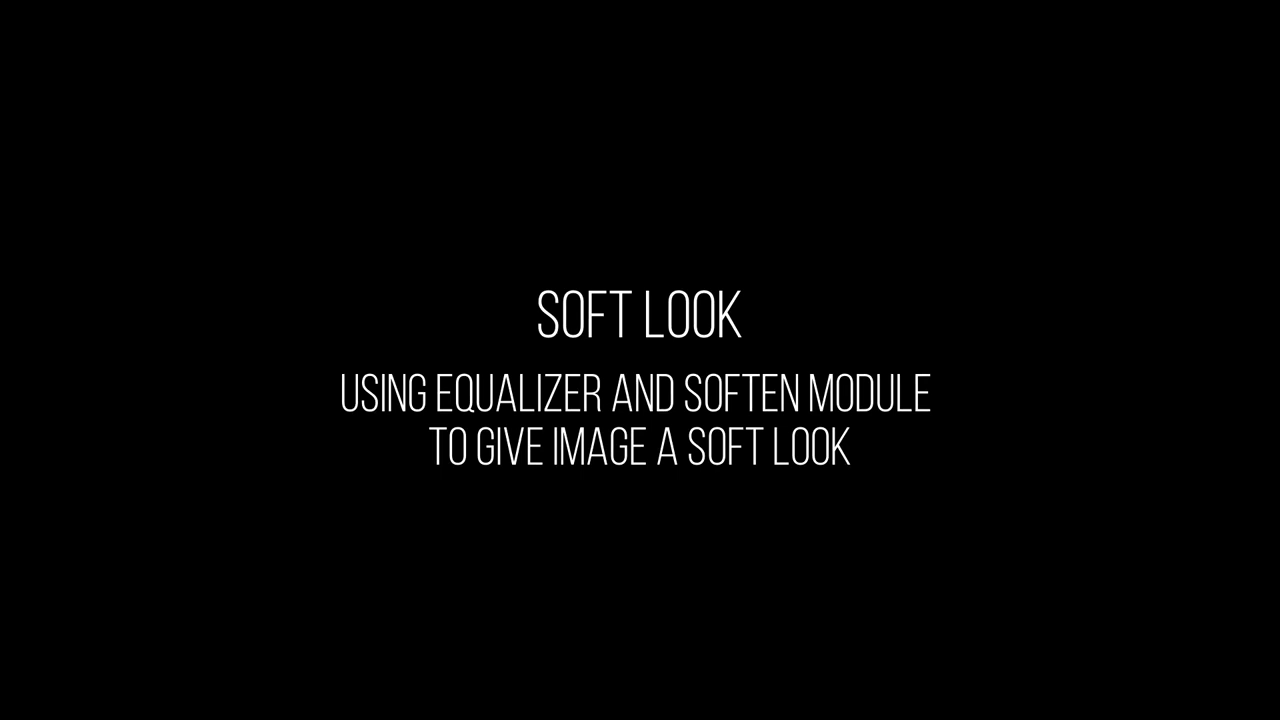 SOFT LOOK
USING EQUALIZER AND SOFTEN MODULE
TO GIVE IMAGE A SOFT LOOK